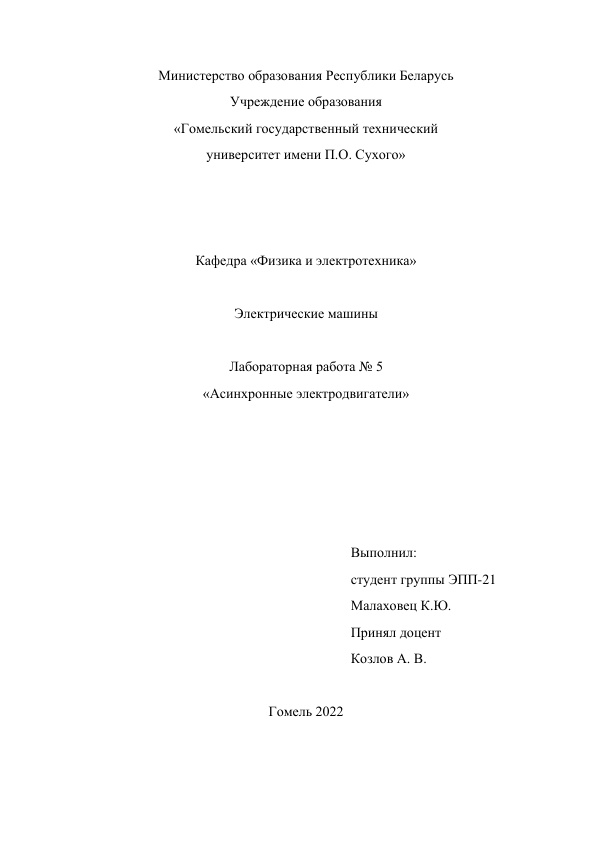 Министерство образования Республики Беларусь
Учреждение образования
«Гомельский государственный технический
университет имени П.О. Сухого»
Кафедра «Физика и электротехника»
Электрические машины
Лабораторная работа № 5
«Асинхронные электродвигатели»
Выполнил:
студент группы ЭПП-21
Малаховец К.Ю.
Принял доцент
Козлов А. В.
Гомель 2022